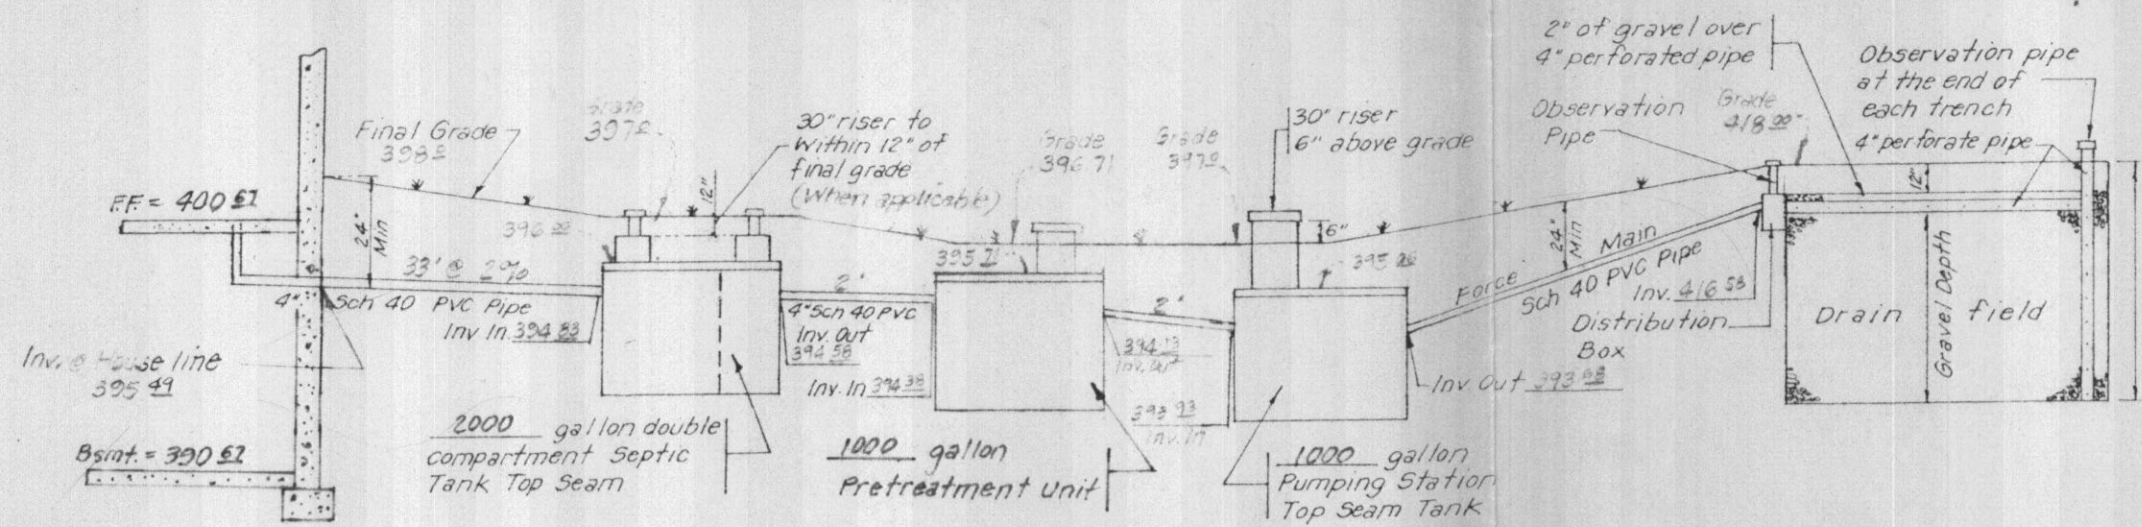 2" of gravel over
4" perforated pipe
Observation pipe
at the end of
each trench
4" perforate pipe
Observation
Pipe
Grade
418 00
Final Grade
398 0
Grade
397 0
30" riser to
Within 12" of
final grade
(When applicable)
12"
Grade
396 71
Grade
397 0
30" riser
6" above grade
6"
12"
F.F. = 400 67
24"
Min
396 00
395 71
24"
Min
33' @ 2%
4" Sch 40 PVC Pipe
Inv In 394 83
2'
4" Sch 40 PVC
Inv. Out
394 58
Inv. In 394 38
2'
394 13
Inv. Out
393 93
Inv. In
Force Main
Sch 40 PVC Pipe
Inv. 416 58
Distribution
Box
Inv Out
Drain field
Gravel Depth
Inv. @ House line
395 49
Bsmt. = 390 67
2000 gallon double
compartment Septic
Tank Top Seam
1000 gallon
Pretreatment Unit
1000 gallon
Pumping Station
Top Seam Tank